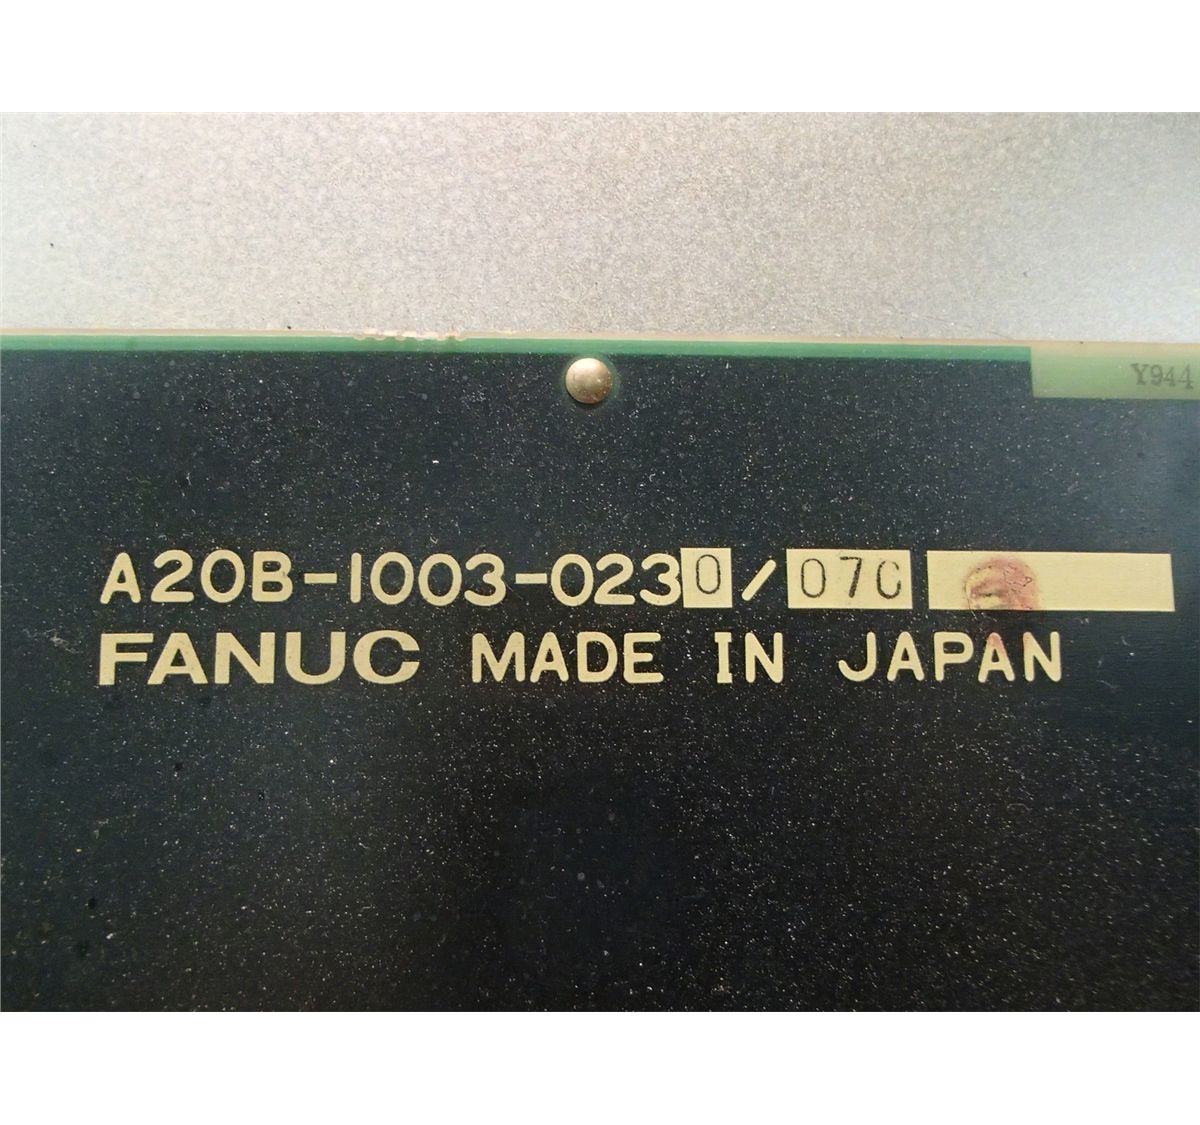 Y944
A20B-1003-0230/07C
FANUC MADE IN JAPAN